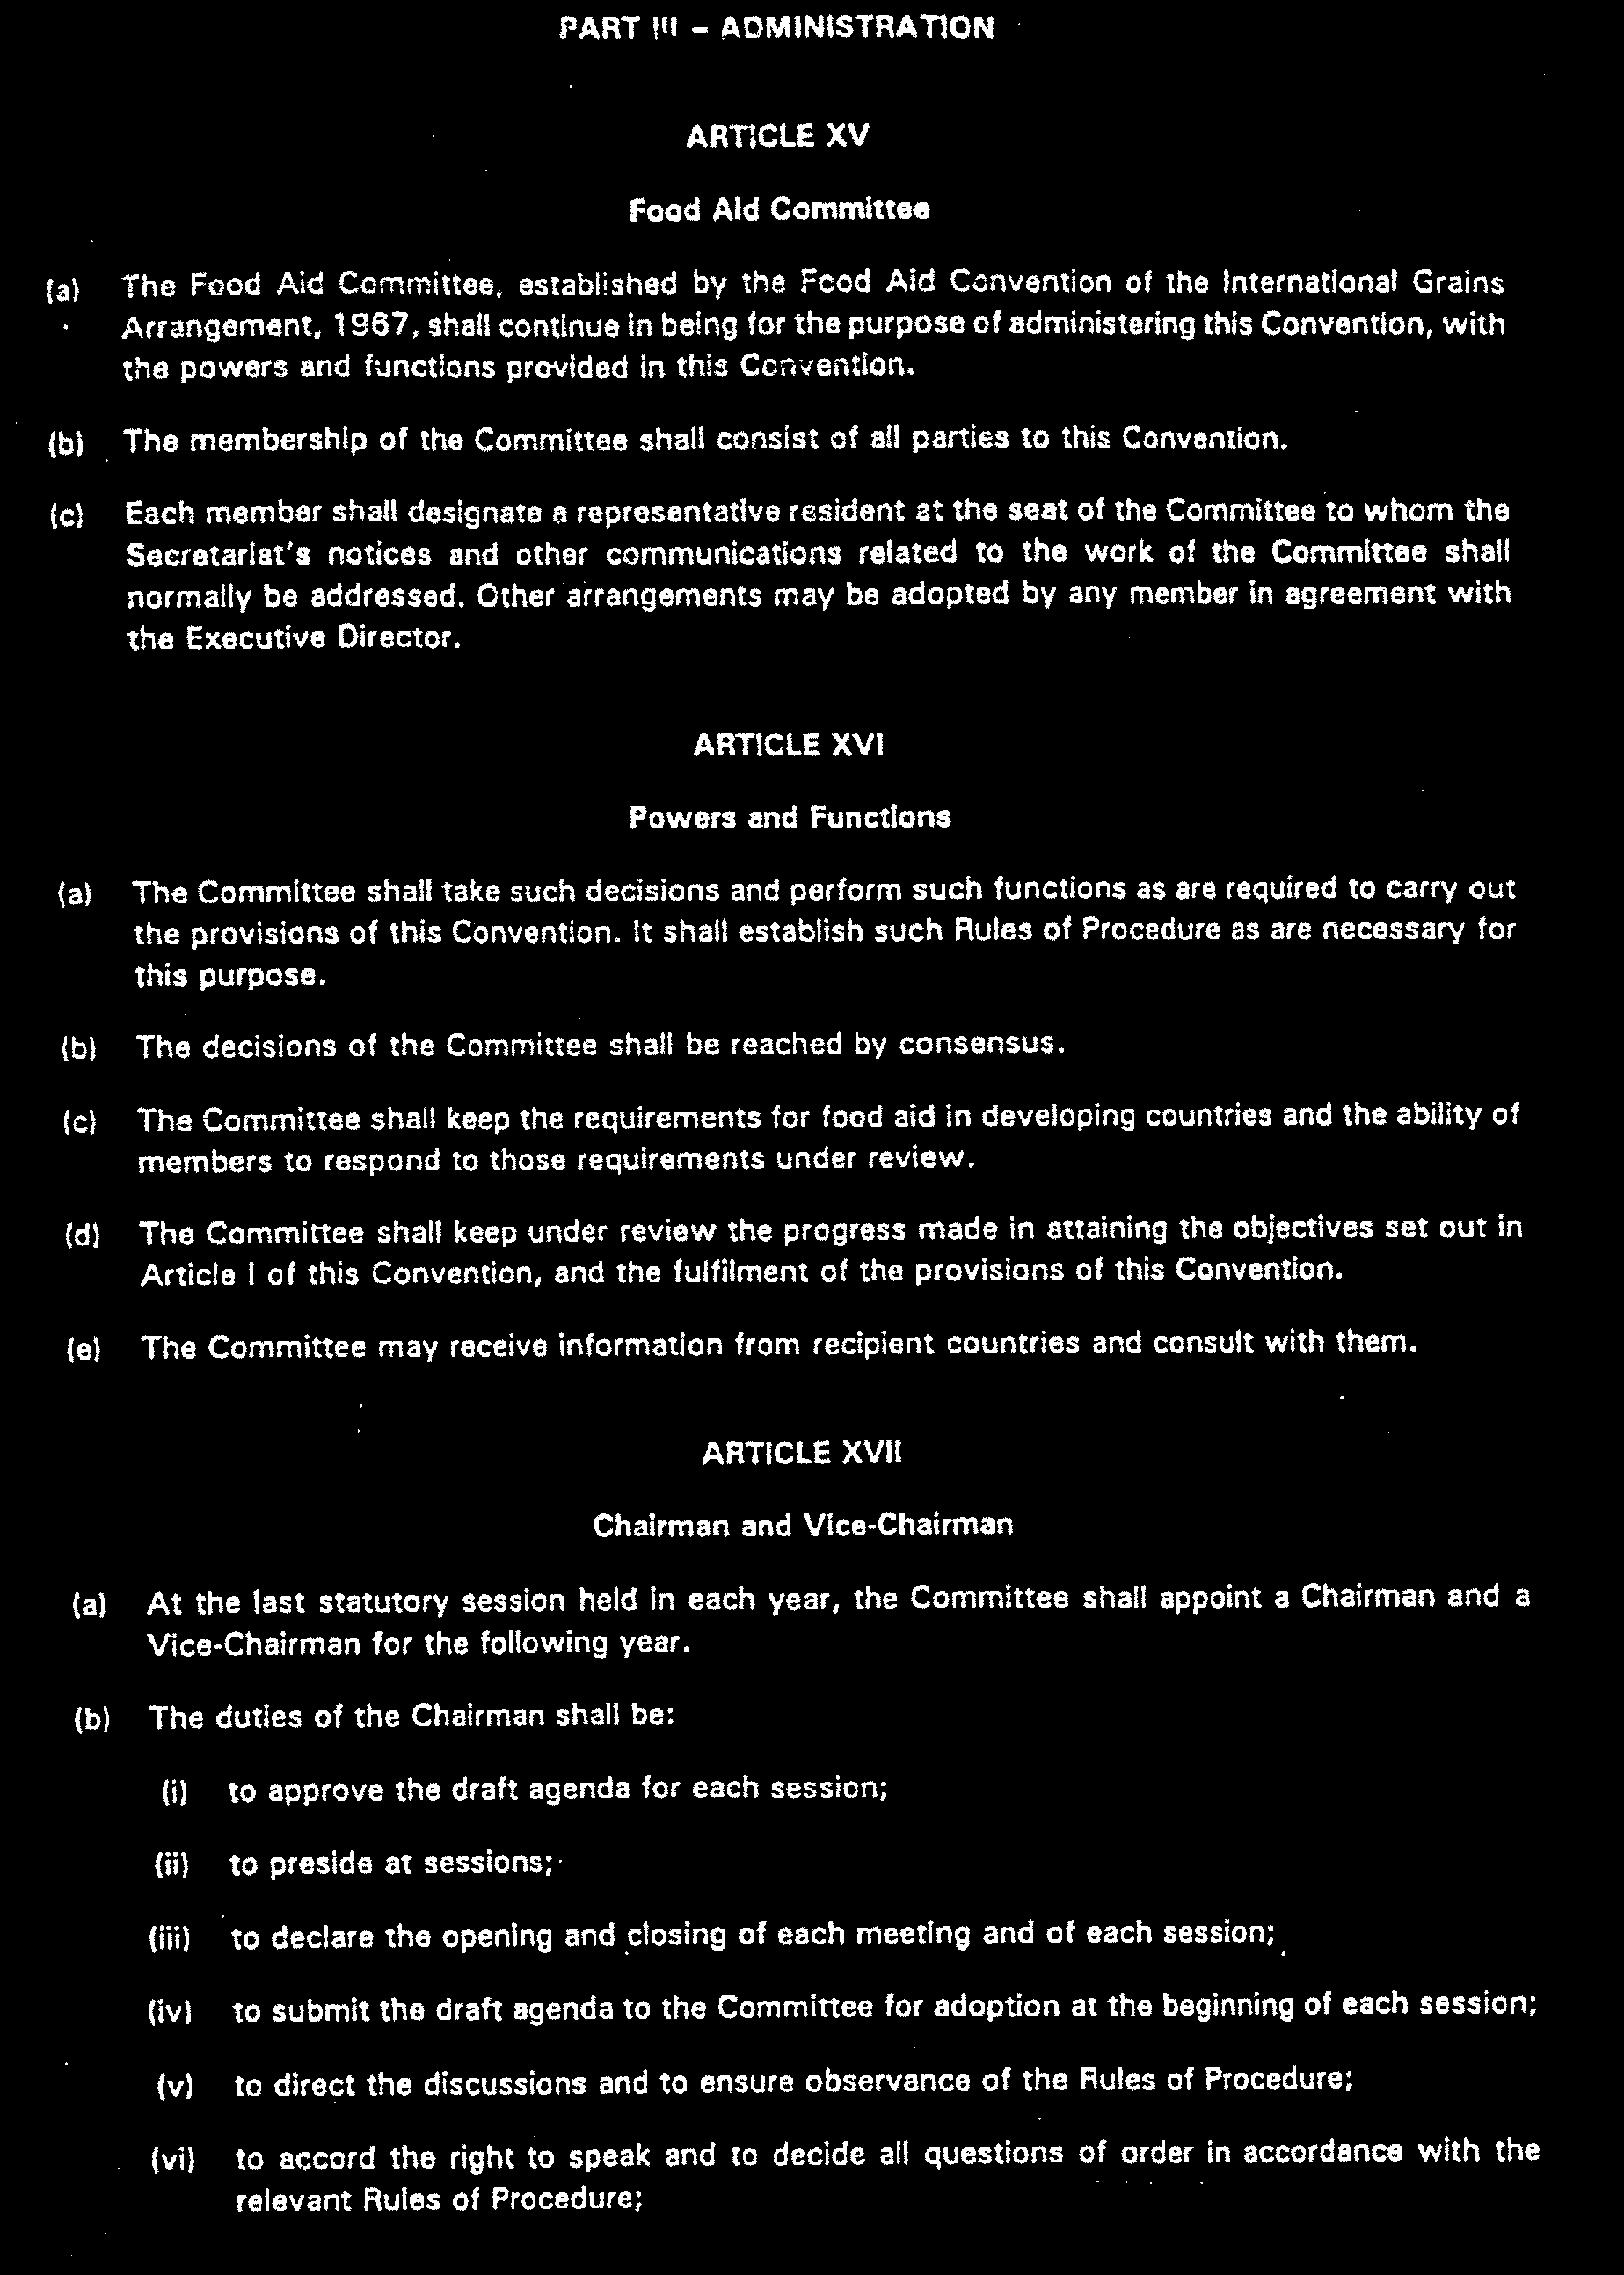 PART III – ADMINISTRATION
ARTICLE XV
Food Aid Committee
(a) The Food Aid Committee, established by the Food Aid Convention of the International Grains
Arrangement, 1967, shall continue in being for the purpose of administering this Convention, with
the powers and functions provided in this Convention.
(b) The membership of the Committee shall consist of all parties to this Convention.
(c) Each member shall designate a representative resident at the seat of the Committee to whom the
Secretariat's notices and other communications related to the work of the Committee shall
normally be addressed. Other arrangements may be adopted by any member in agreement with
the Executive Director.
ARTICLE XVI
Powers and Functions
(a) The Committee shall take such decisions and perform such functions as are required to carry out
the provisions of this Convention. It shall establish such Rules of Procedure as are necessary for
this purpose.
(b) The decisions of the Committee shall be reached by consensus.
(c) The Committee shall keep the requirements for food aid in developing countries and the ability of
members to respond to those requirements under review.
(d) The Committee shall keep under review the progress made in attaining the objectives set out in
Article I of this Convention, and the fulfilment of the provisions of this Convention.
(e) The Committee may receive information from recipient countries and consult with them.
ARTICLE XVII
Chairman and Vice-Chairman
(a) At the last statutory session held in each year, the Committee shall appoint a Chairman and a
Vice-Chairman for the following year.
(b) The duties of the Chairman shall be:
(i) to approve the draft agenda for each session;
(ii) to preside at sessions;
(iii) to declare the opening and closing of each meeting and of each session;
(iv) to submit the draft agenda to the Committee for adoption at the beginning of each session;
(v) to direct the discussions and to ensure observance of the Rules of Procedure;
(vi) to accord the right to speak and to decide all questions of order in accordance with the
relevant Rules of Procedure;